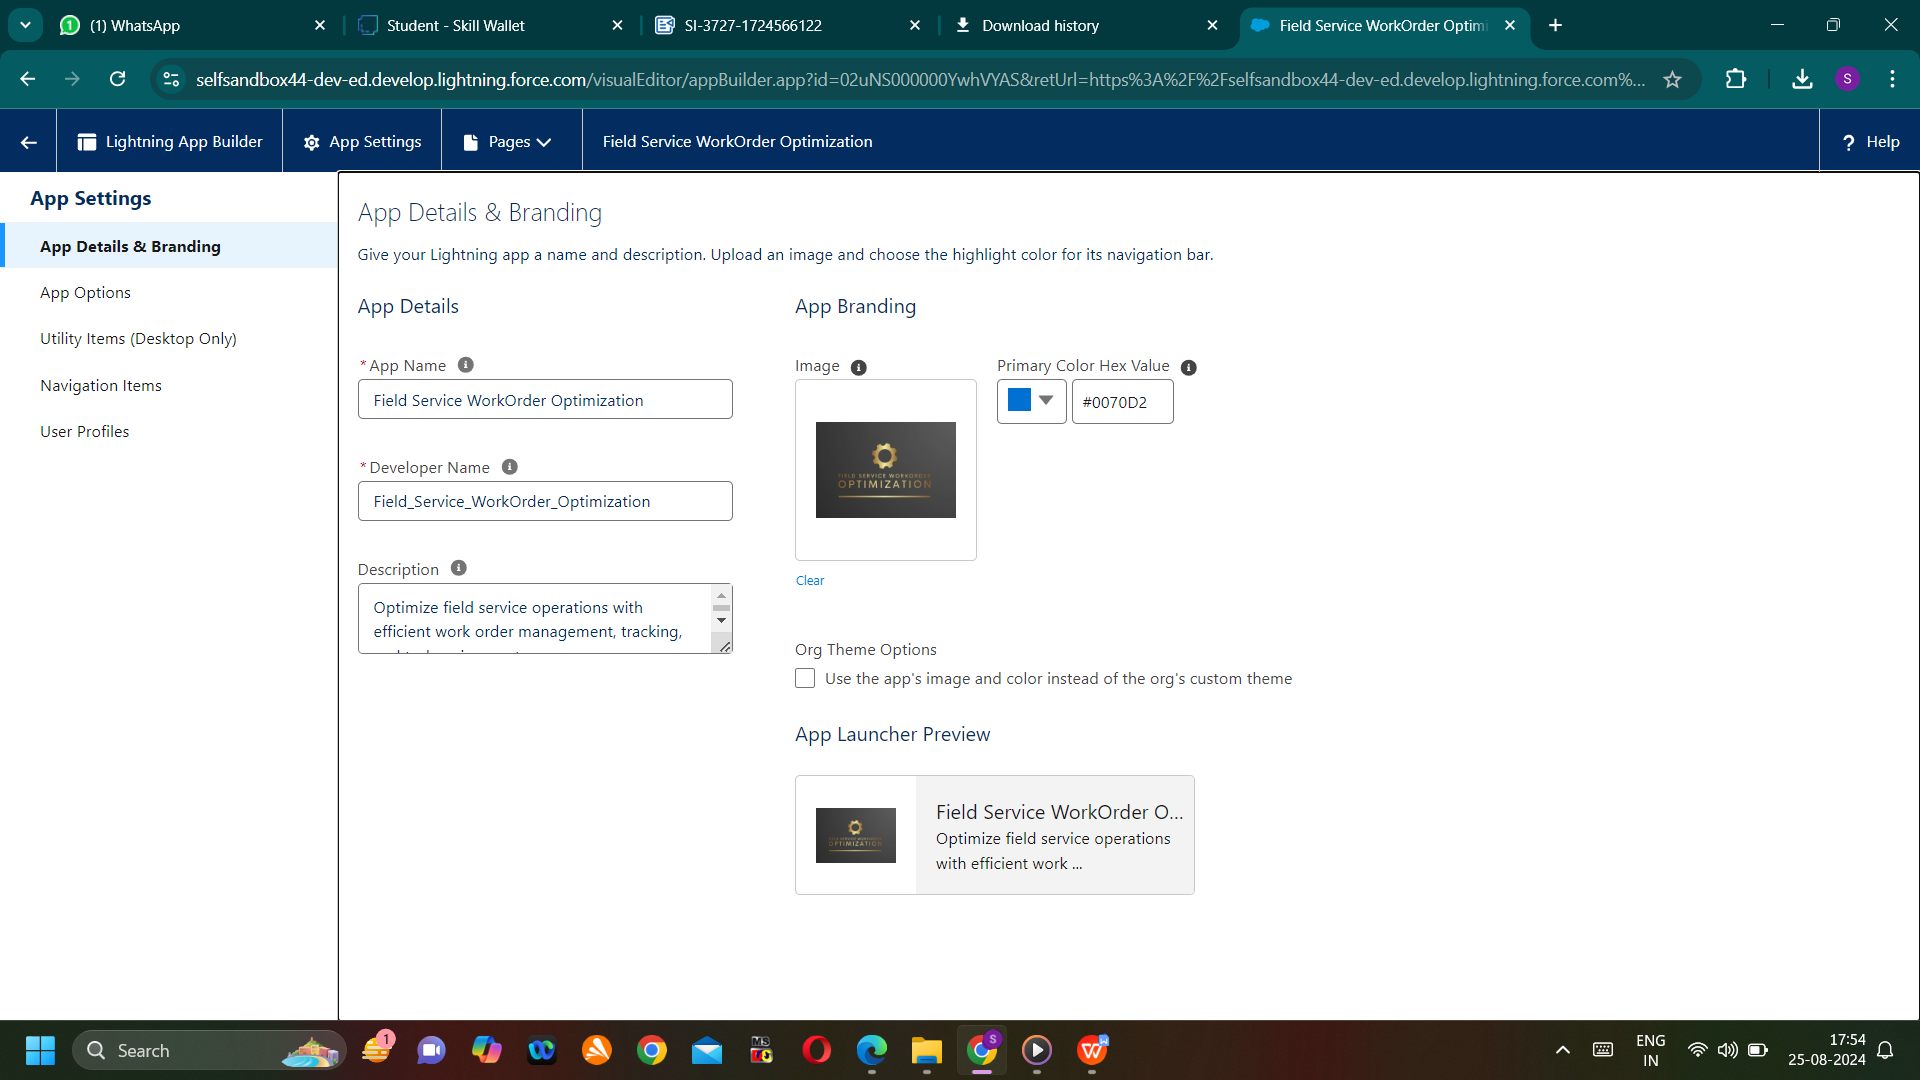 (1) WhatsApp
Student - Skill Wallet
SI-3727-1724566122
Download history
Field Service WorkOrder Optimi
selfsandbox44-dev-ed.develop.lightning.force.com/visualEditor/appBuilder.app?id=02uNS000000YwhVYAS&retUrl=https%3A%2F%2Fselfsandbox44-dev-ed.develop.lightning.force.com%...
S
Lightning App Builder
App Settings
Pages
Field Service WorkOrder Optimization
? Help
App Settings
App Details & Branding
App Options
Utility Items (Desktop Only)
Navigation Items
User Profiles
App Details & Branding
Give your Lightning app a name and description. Upload an image and choose the highlight color for its navigation bar.
App Details
*App Name
Field Service WorkOrder Optimization
*Developer Name
Field_Service_WorkOrder_Optimization
Description
Optimize field service operations with
efficient work order management, tracking,
App Branding
Image
Primary Color Hex Value
#0070D2
FIELD SERVICE WORKORDER
OPTIMIZATION
Clear
Org Theme Options
Use the app's image and color instead of the org's custom theme
App Launcher Preview
OPTIMIZATION
Field Service WorkOrder O...
Optimize field service operations
with efficient work ...
Search
1
ENG
IN
17:54
25-08-2024